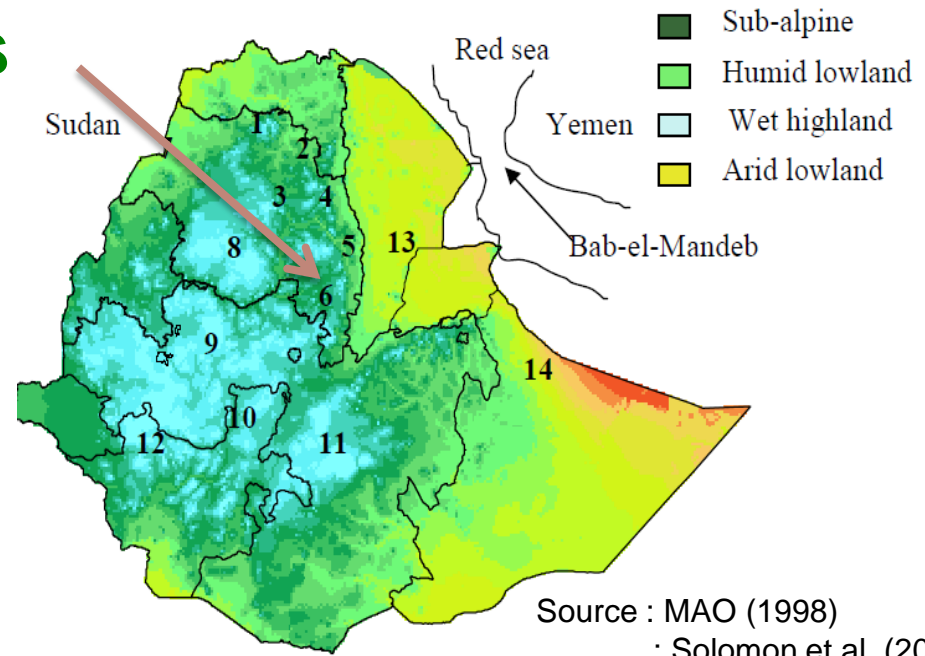 s
Red sea
Sub-alpine
Humid lowland
Sudan
Yemen
Wet highland
Arid lowland
Bab-el-Mandeb
1
2
3
4
5
13
8
6
9
14
10
12
11
Source : MAO (1998)
: Solomon et al. (20